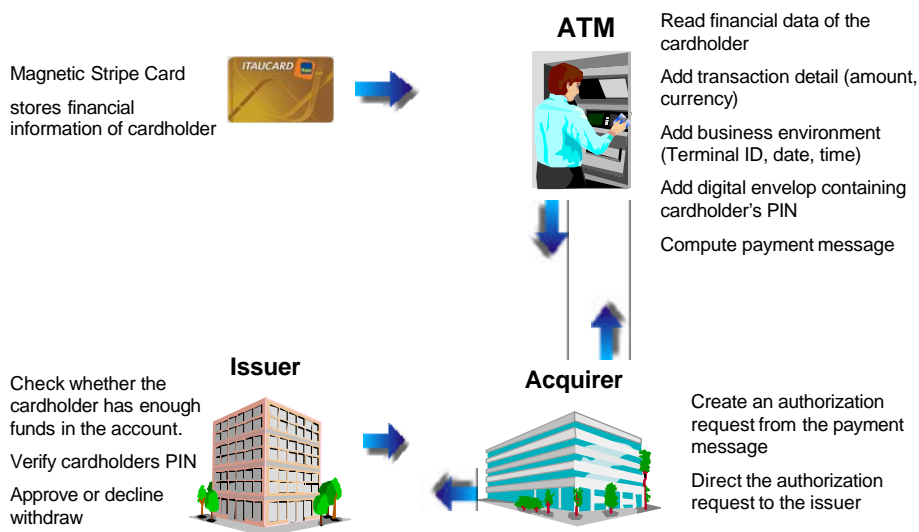 Magnetic Stripe Card
stores financial
information of cardholder
ITAUCARD
ATM
Read financial data of the
cardholder
Add transaction detail (amount,
currency)
Add business environment
(Terminal ID, date, time)
Add digital envelop containing
cardholder's PIN
Compute payment message
Issuer
Check whether the
cardholder has enough
funds in the account.
Verify cardholders PIN
Approve or decline
withdraw
Acquirer
Create an authorization
request from the payment
message
Direct the authorization
request to the issuer